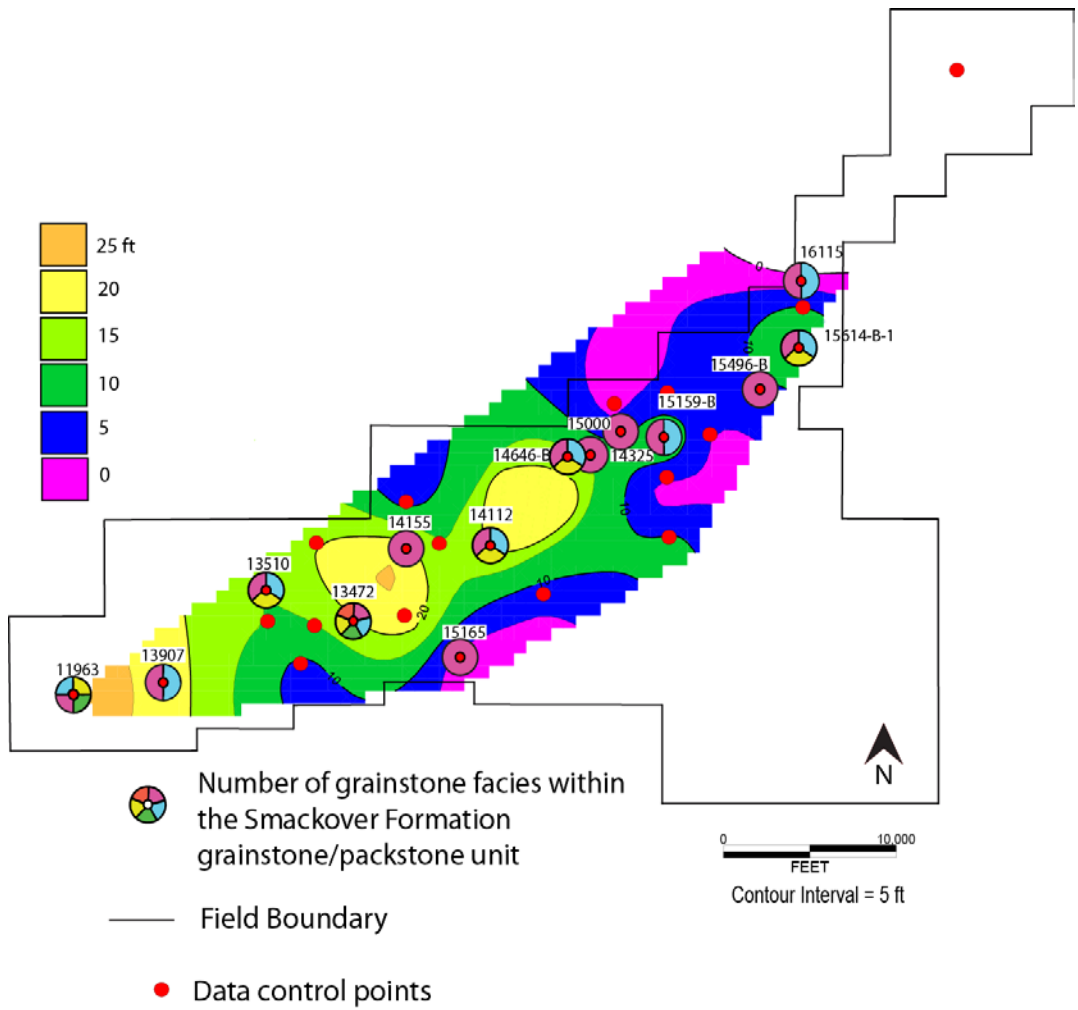 16115
0
25 ft
20
15
10
5
0
15614-B-1
10
15496-B
15159-B
15000
14646-B
14325
10
14155
14112
13510
13472
10
20
15165
13907
11963
10
N
Number of grainstone facies within
the Smackover Formation
grainstone/packstone unit
0 10,000
FEET
Contour Interval = 5 ft
Field Boundary
Data control points